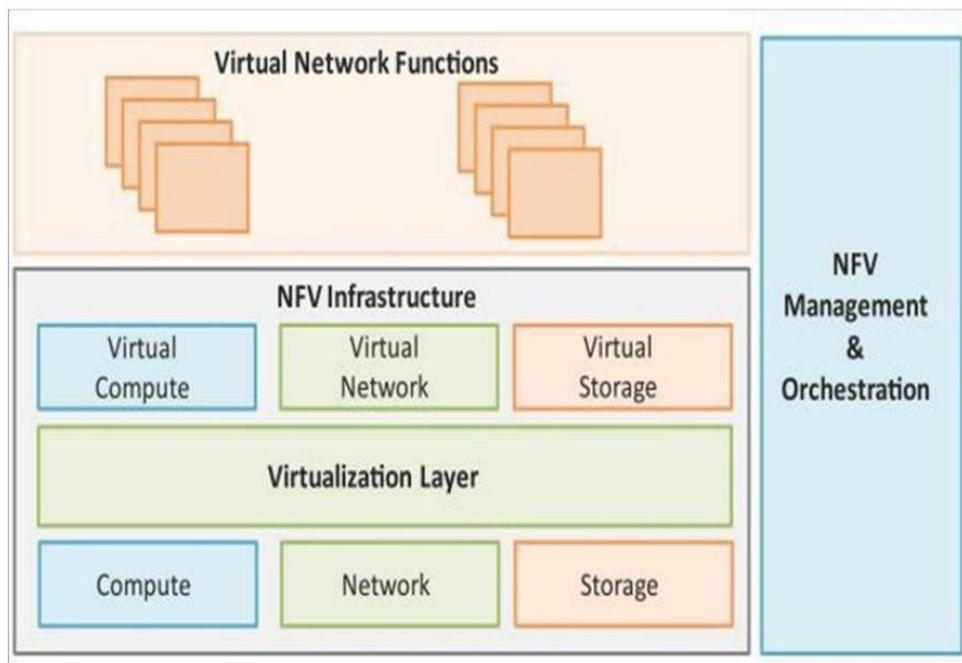 Virtual Network Functions
NFV Infrastructure
Virtual
Compute
Virtual
Network
Virtual
Storage
Virtualization Layer
Compute
Network
Storage
NFV
Management
&
Orchestration